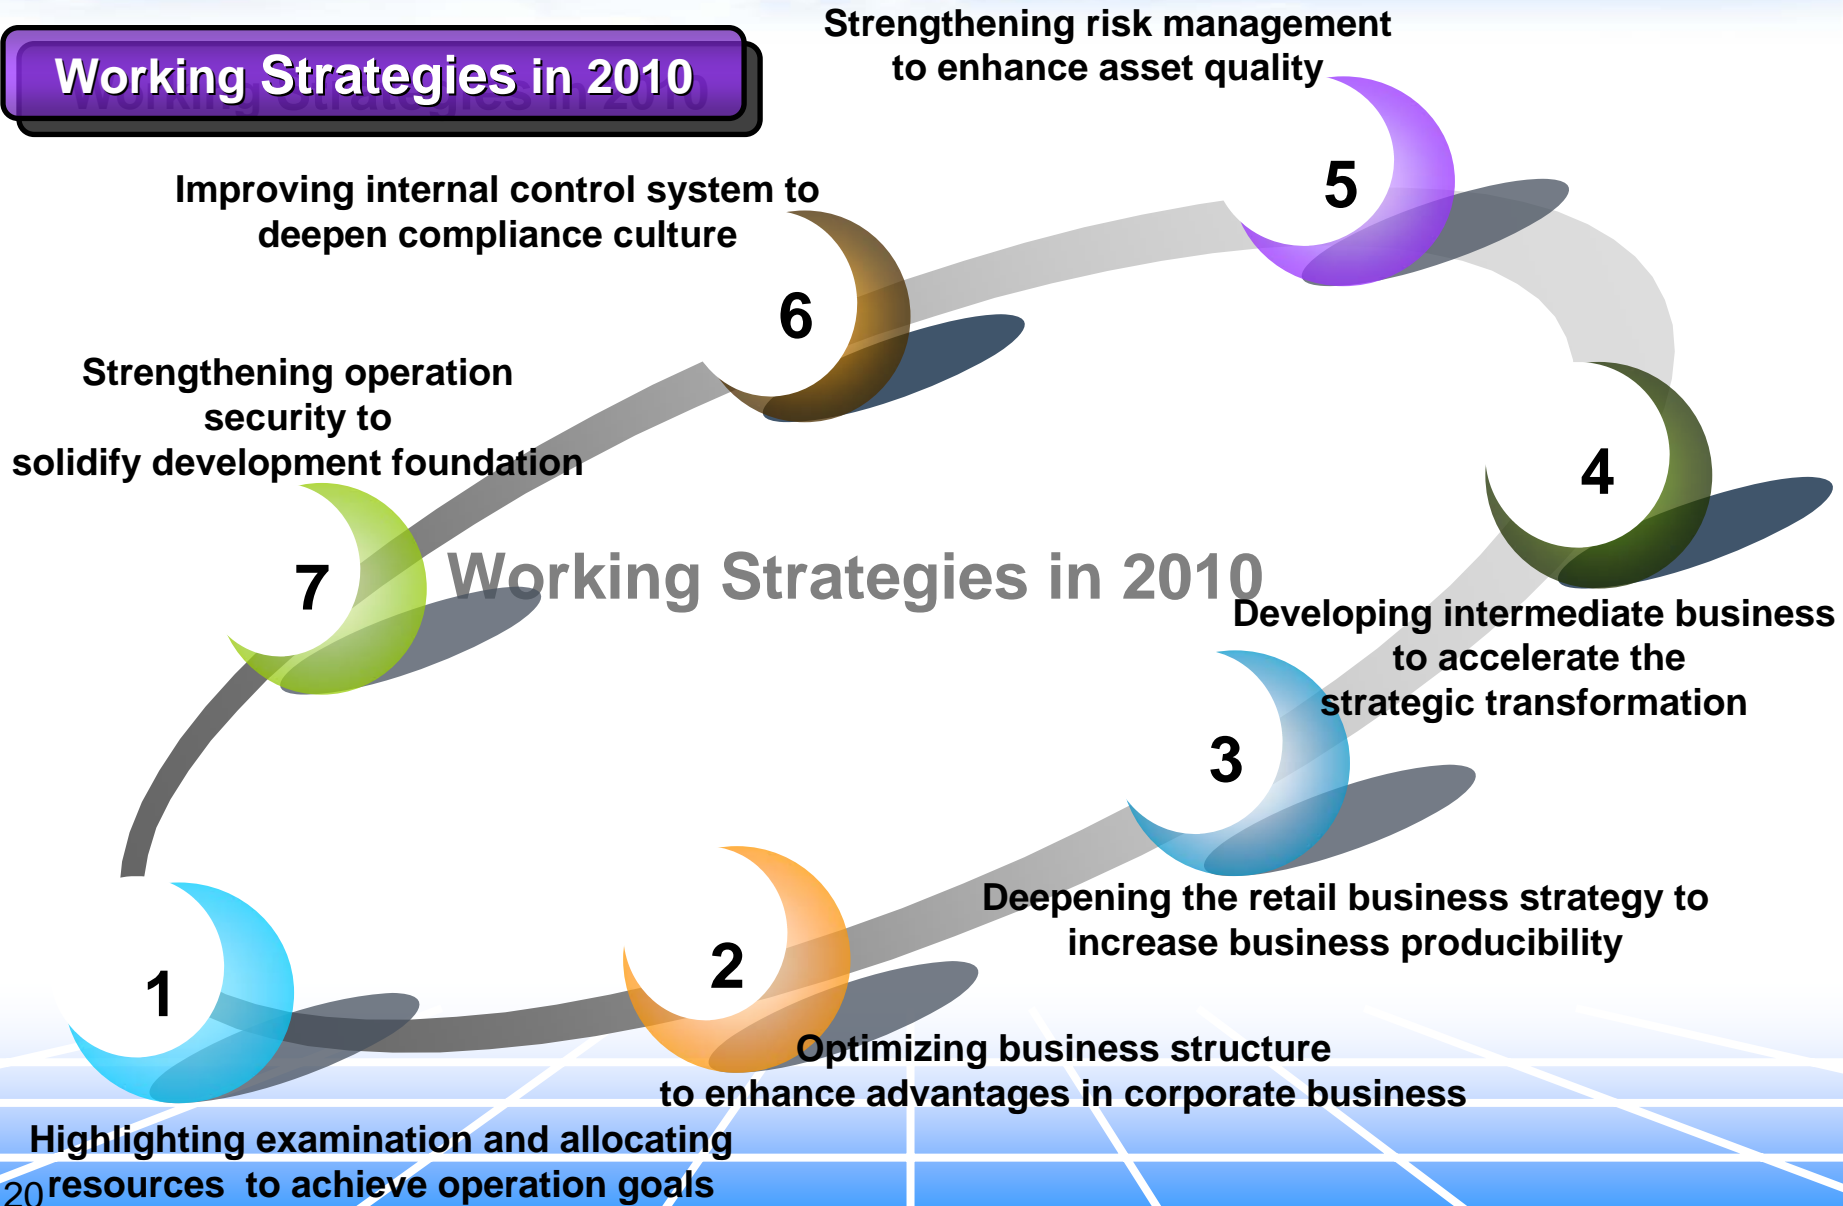 Working Strategies in 2010
Strengthening risk management
to enhance asset quality
5
Improving internal control system to
deepen compliance culture
6
Strengthening operation
security to
solidify development foundation
7
4
Working Strategies in 2010
Developing intermediate business
to accelerate the
strategic transformation
3
Deepening the retail business strategy to
increase business producibility
2
Optimizing business structure
to enhance advantages in corporate business
1
Highlighting examination and allocating
resources  to achieve operation goals
20